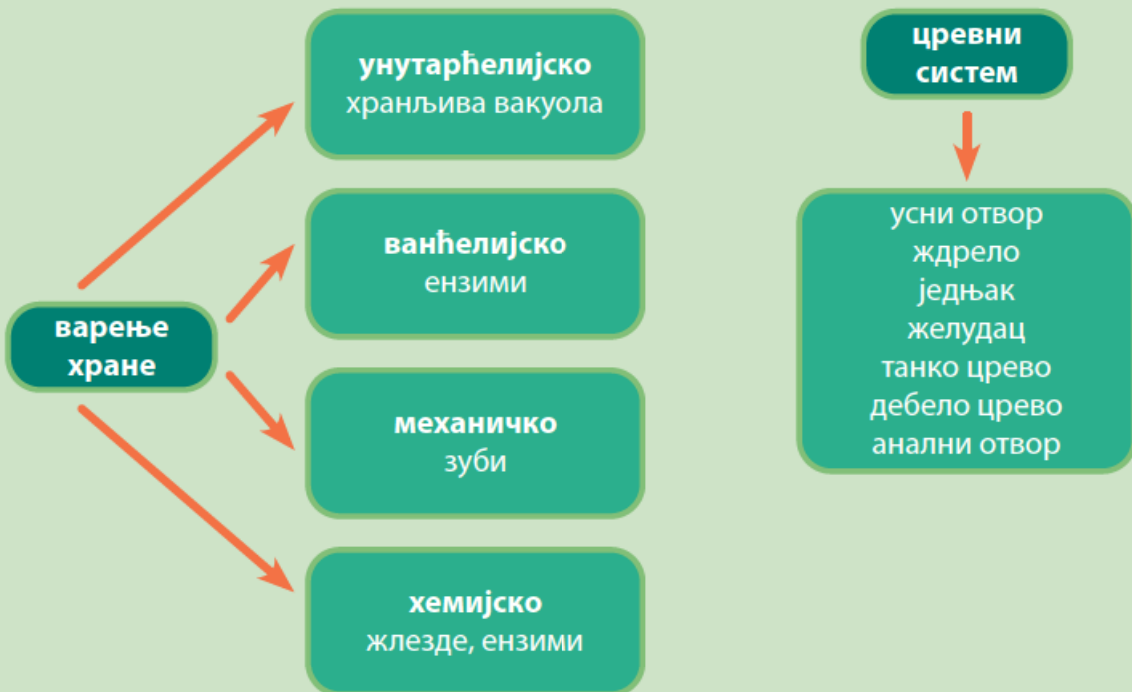 варење
хране
унутарћелијско
хранљива вакуола
ванћелијско
ензими
механичко
зуби
хемијско
жлезде, ензими
цревни
систем
усни отвор
ждрело
једњак
желудац
танко црево
дебело црево
анални отвор